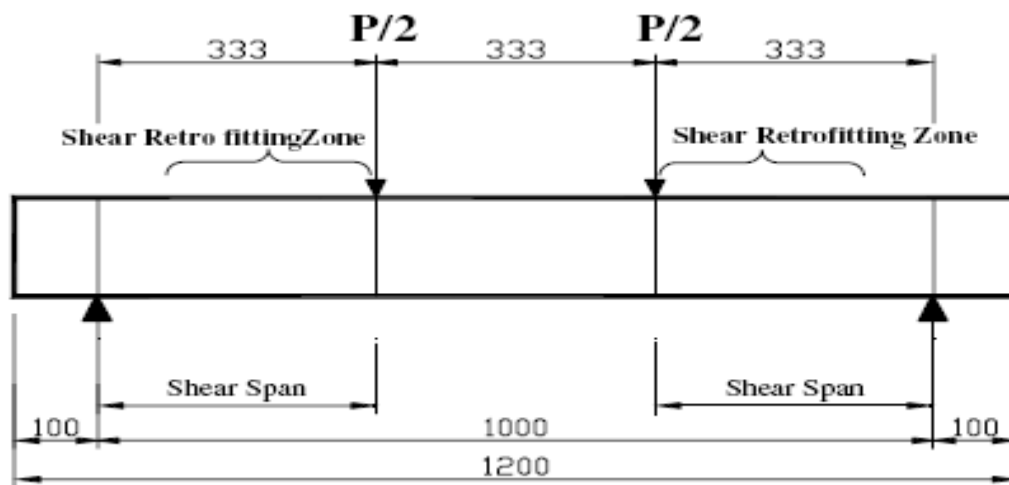 P/2 P/2
333 333 333
Shear Retro fittingZone Shear Retrofitting Zone
Shear Span Shear Span
100 1000 100
1200